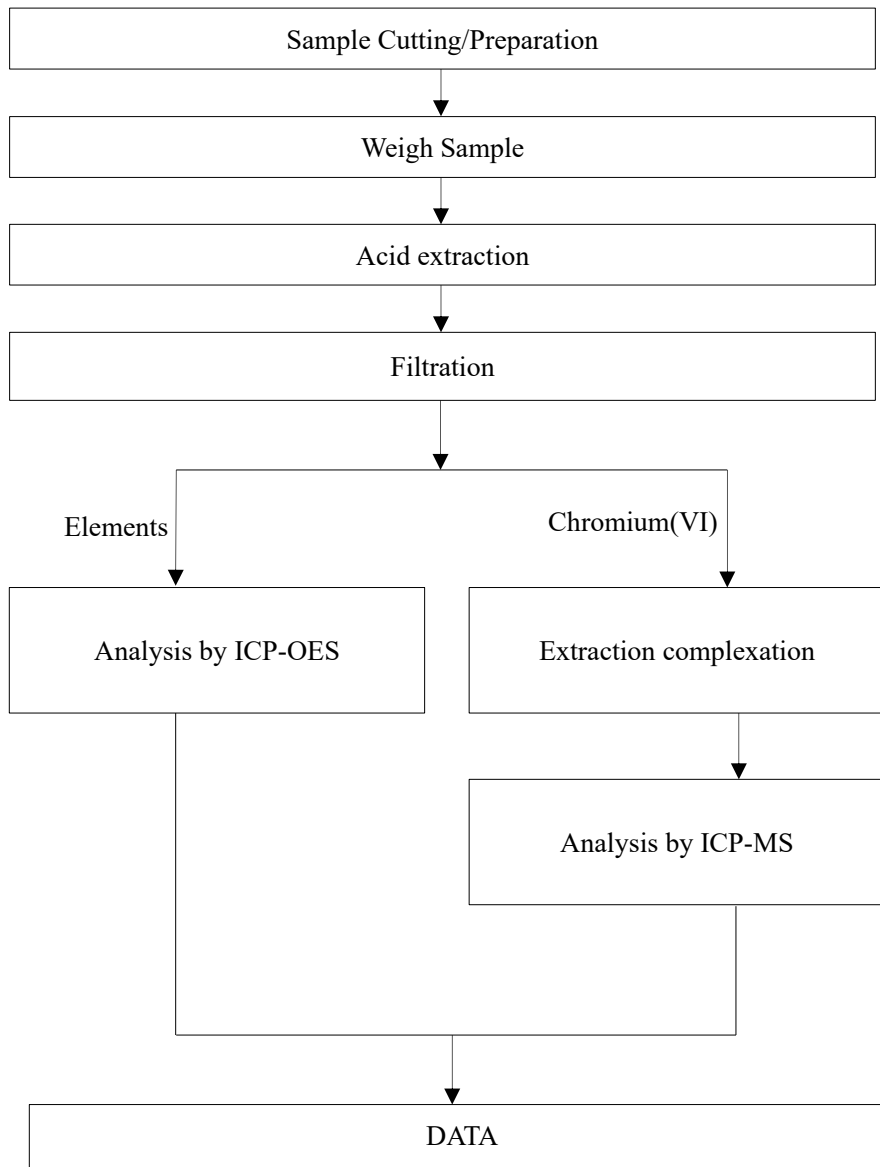 Sample Cutting/Preparation
Weigh Sample
Acid extraction
Filtration
Elements
Chromium(VI)
Analysis by ICP-OES
Extraction complexation
Analysis by ICP-MS
DATA